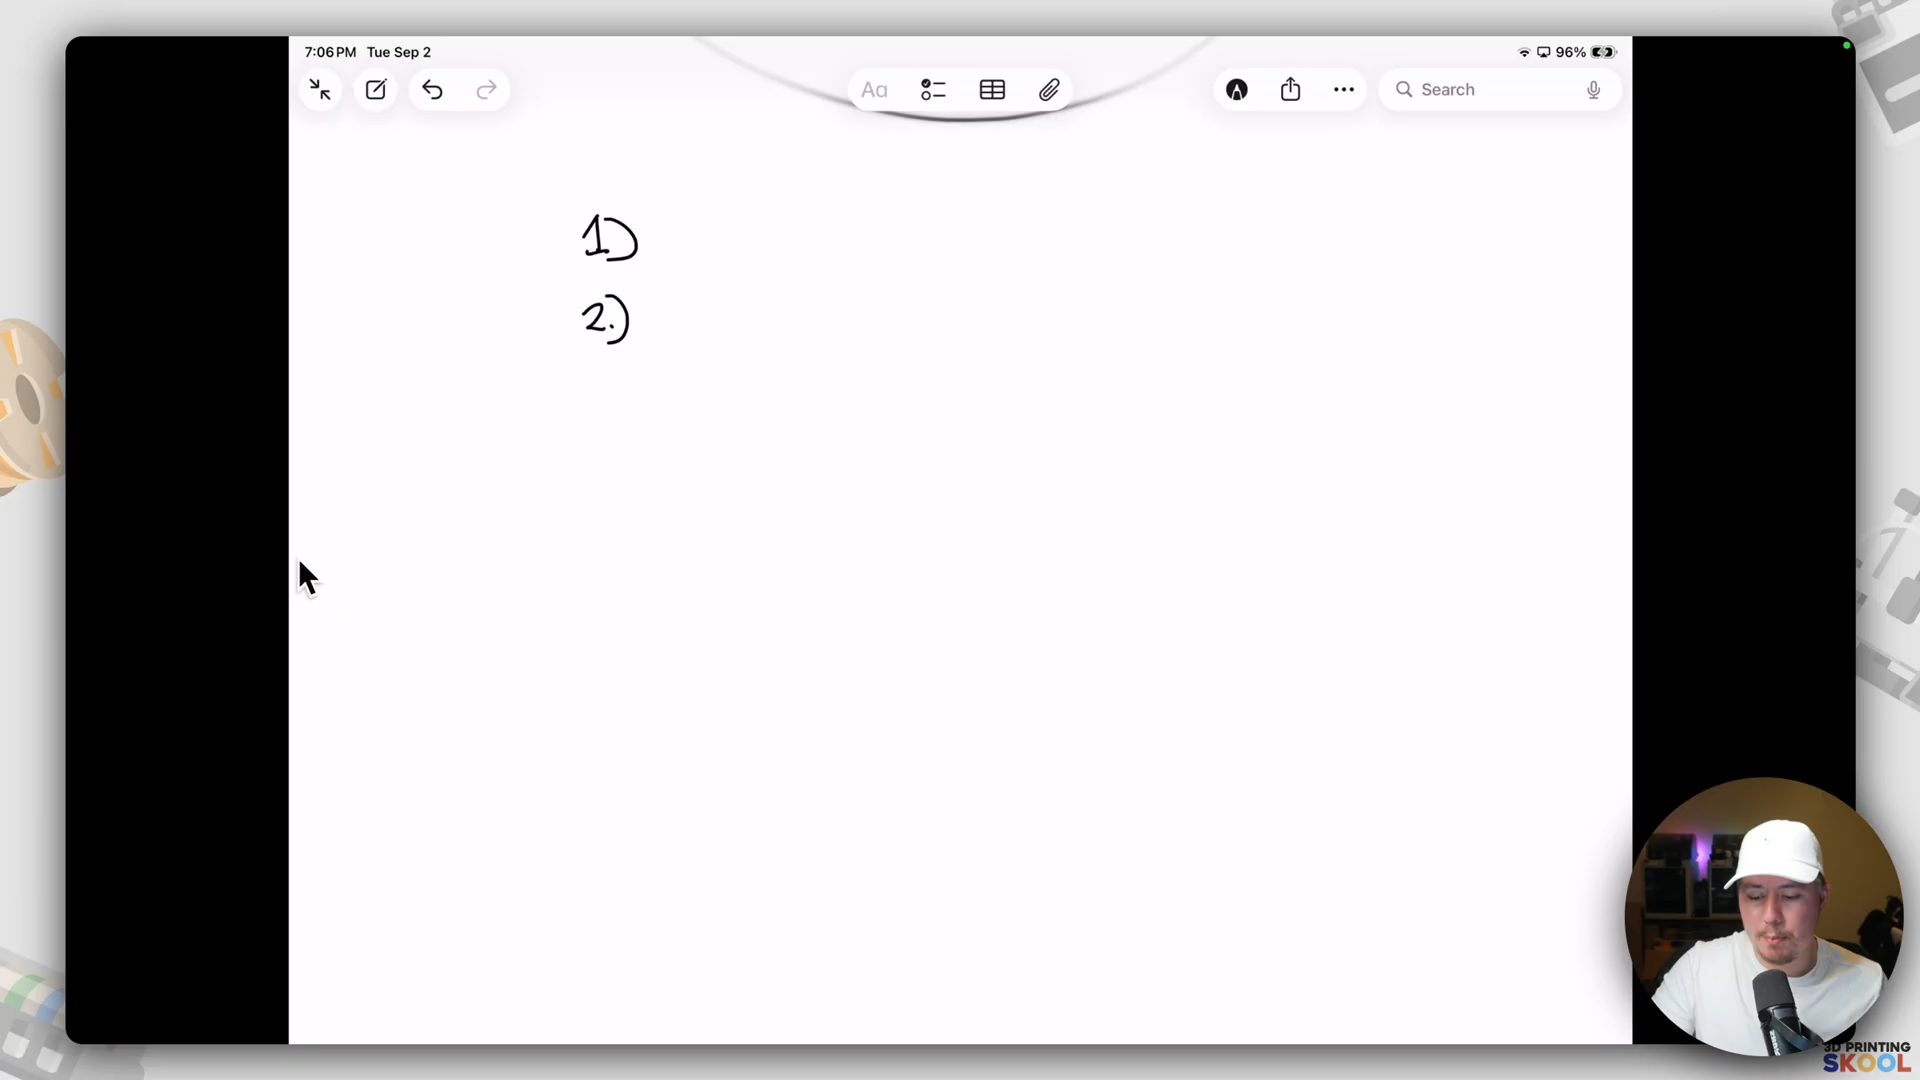 7:06 PM Tue Sep 2
96%
Aa
Search
1)
2.)
3D PRINTING
SKOOL